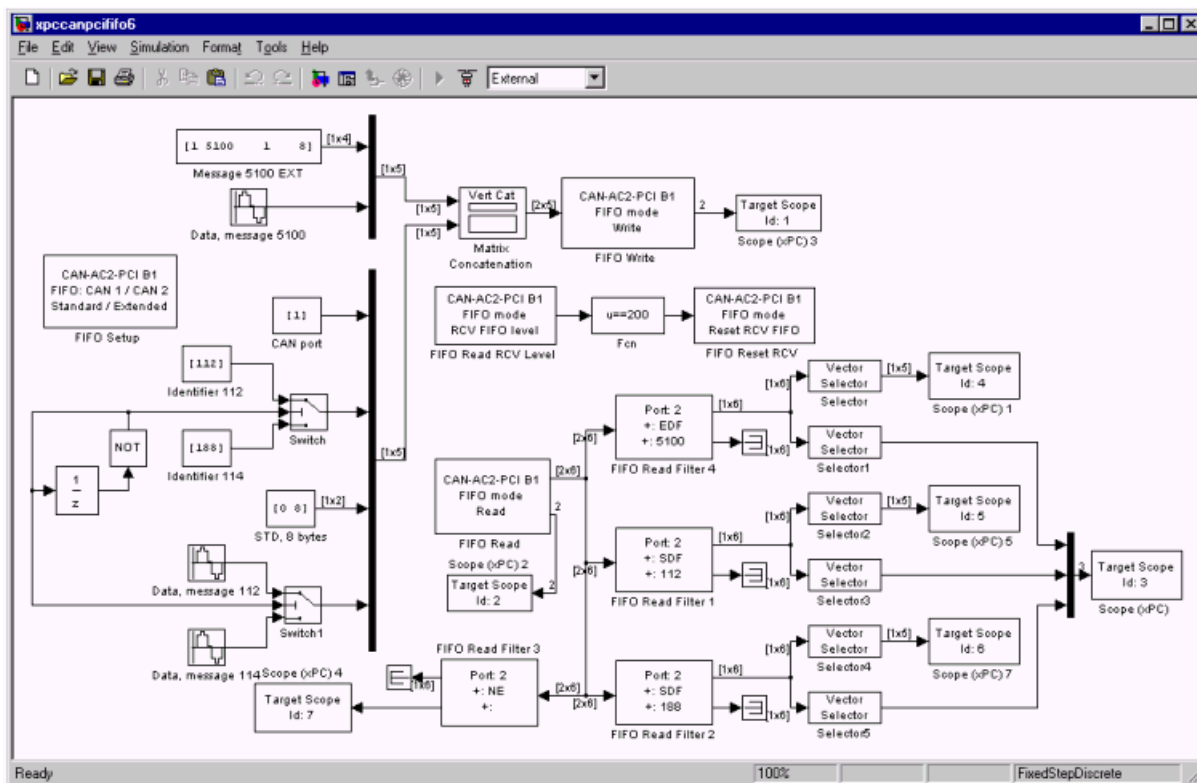 xpccanpcififo6
File Edit View Simulation Format Tools Help
External
[1 5100 1 8]
[1x4]
Message 5100 EXT
[1x5]
Data, message 5100
[1x5]
[1x5]
Vert Cat
Matrix
Concatenation
[2x5]
CAN-AC2-PCI B1
FIFO mode
Write
FIFO Write
2
Target Scope
Id: 1
Scope (xPC) 3
CAN-AC2-PCI B1
FIFO: CAN 1 / CAN 2
Standard / Extended
FIFO Setup
[1]
CAN port
CAN-AC2-PCI B1
FIFO mode
RCV FIFO level
FIFO Read RCV Level
u==200
Fcn
CAN-AC2-PCI B1
FIFO mode
Reset RCV FIFO
FIFO Reset RCV
[112]
Identifier 112
Switch
[188]
Identifier 114
NOT
1
z
[1x5]
[0 8]
[1x2]
STD, 8 bytes
Data, message 112
Switch1
Data, message 114
CAN-AC2-PCI B1
FIFO mode
Read
FIFO Read
[2x6]
2
Scope (xPC) 2
Target Scope
Id: 2
2
[2x6]
Port: 2
+: EDF
+: 5100
FIFO Read Filter 4
[1x6]
[1x6]
[1x6]
[1x6]
Vector
Selector
Selector
[1x5]
Target Scope
Id: 4
Scope (xPC) 1
Vector
Selector
Selector1
[2x6]
Port: 2
+: SDF
+: 112
FIFO Read Filter 1
[1x6]
[1x6]
[1x6]
[1x6]
Vector
Selector
Selector2
[1x5]
Target Scope
Id: 5
Scope (xPC) 5
Vector
Selector
Selector3
3
Target Scope
Id: 3
Scope (xPC)
FIFO Read Filter 3
Port: 2
+: NE
+:
[1x6]
Scope (xPC) 4
Target Scope
Id: 7
[2x6]
[2x6]
Port: 2
+: SDF
+: 188
FIFO Read Filter 2
[1x6]
[1x6]
[1x6]
[1x6]
Vector
Selector
Selector4
[1x5]
Target Scope
Id: 6
Scope (xPC) 7
Vector
Selector
Selector5
Ready
100%
FixedStepDiscrete